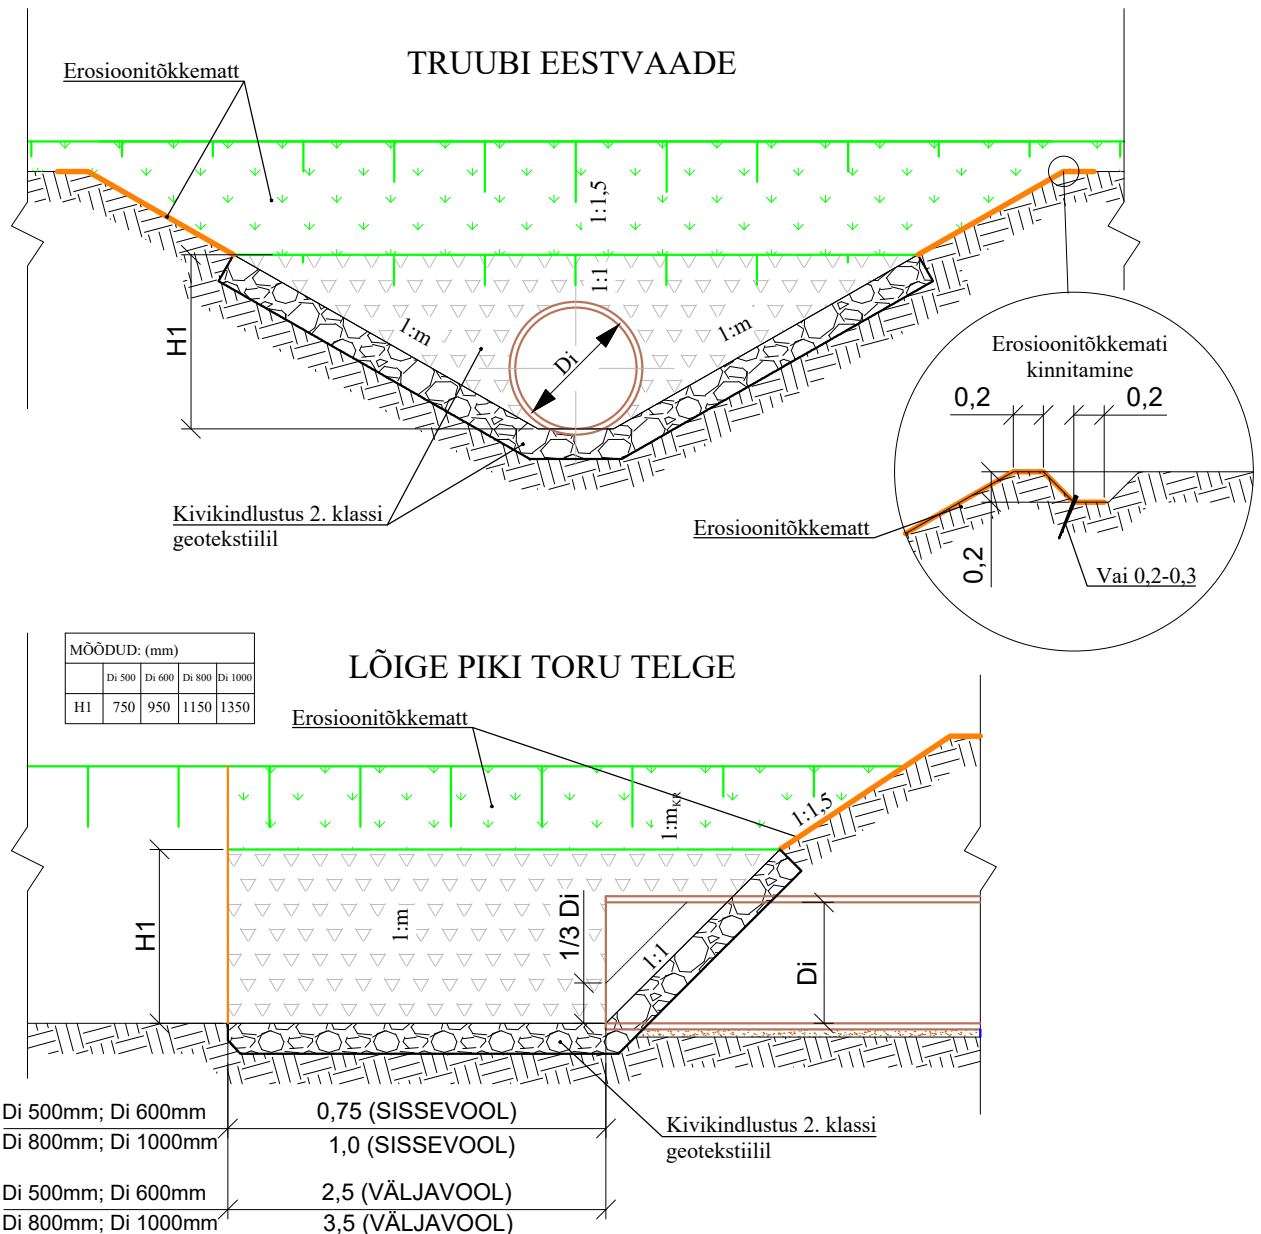 TRUUBI EESTVAADE
Erosioonitõkkematt
1:1,5
1:1
H1
1:m
Di
1:m
Erosioonitõkkemati
kinnitamine
0,2
0,2
Erosioonitõkkematt
0,2
Vai 0,2-0,3
Kivikindlustus 2. klassi
geotekstiilil
MÕÕDUD: (mm)
Di 500 Di 600 Di 800 Di 1000
H1 750 950 1150 1350
LÕIGE PIKI TORU TELGE
Erosioonitõkkematt
1:mKR
1:1,5
H1
1:m
1/3 Di
1:1
Di
Di 500mm; Di 600mm 0,75 (SISSEVOOL)
Di 800mm; Di 1000mm 1,0 (SISSEVOOL)
Kivikindlustus 2. klassi
geotekstiilil
Di 500mm; Di 600mm 2,5 (VÄLJAVOOL)
Di 800mm; Di 1000mm 3,5 (VÄLJAVOOL)